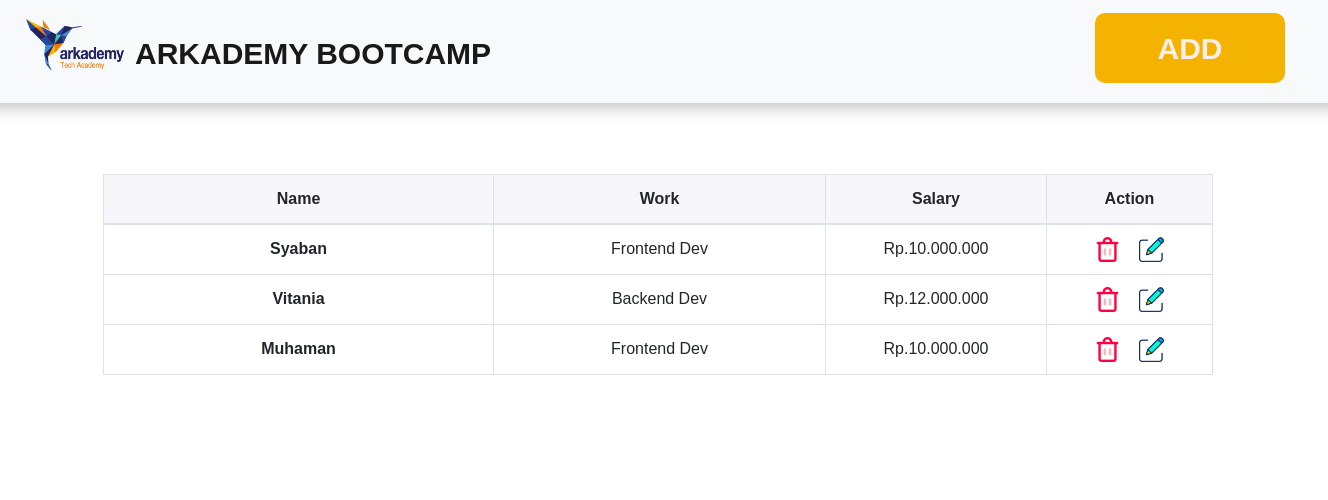 arkademy
Tech Academy
ARKADEMY BOOTCAMP
ADD
Name Work Salary Action
Syaban Frontend Dev Rp.10.000.000
Vitania Backend Dev Rp.12.000.000
Muhaman Frontend Dev Rp.10.000.000